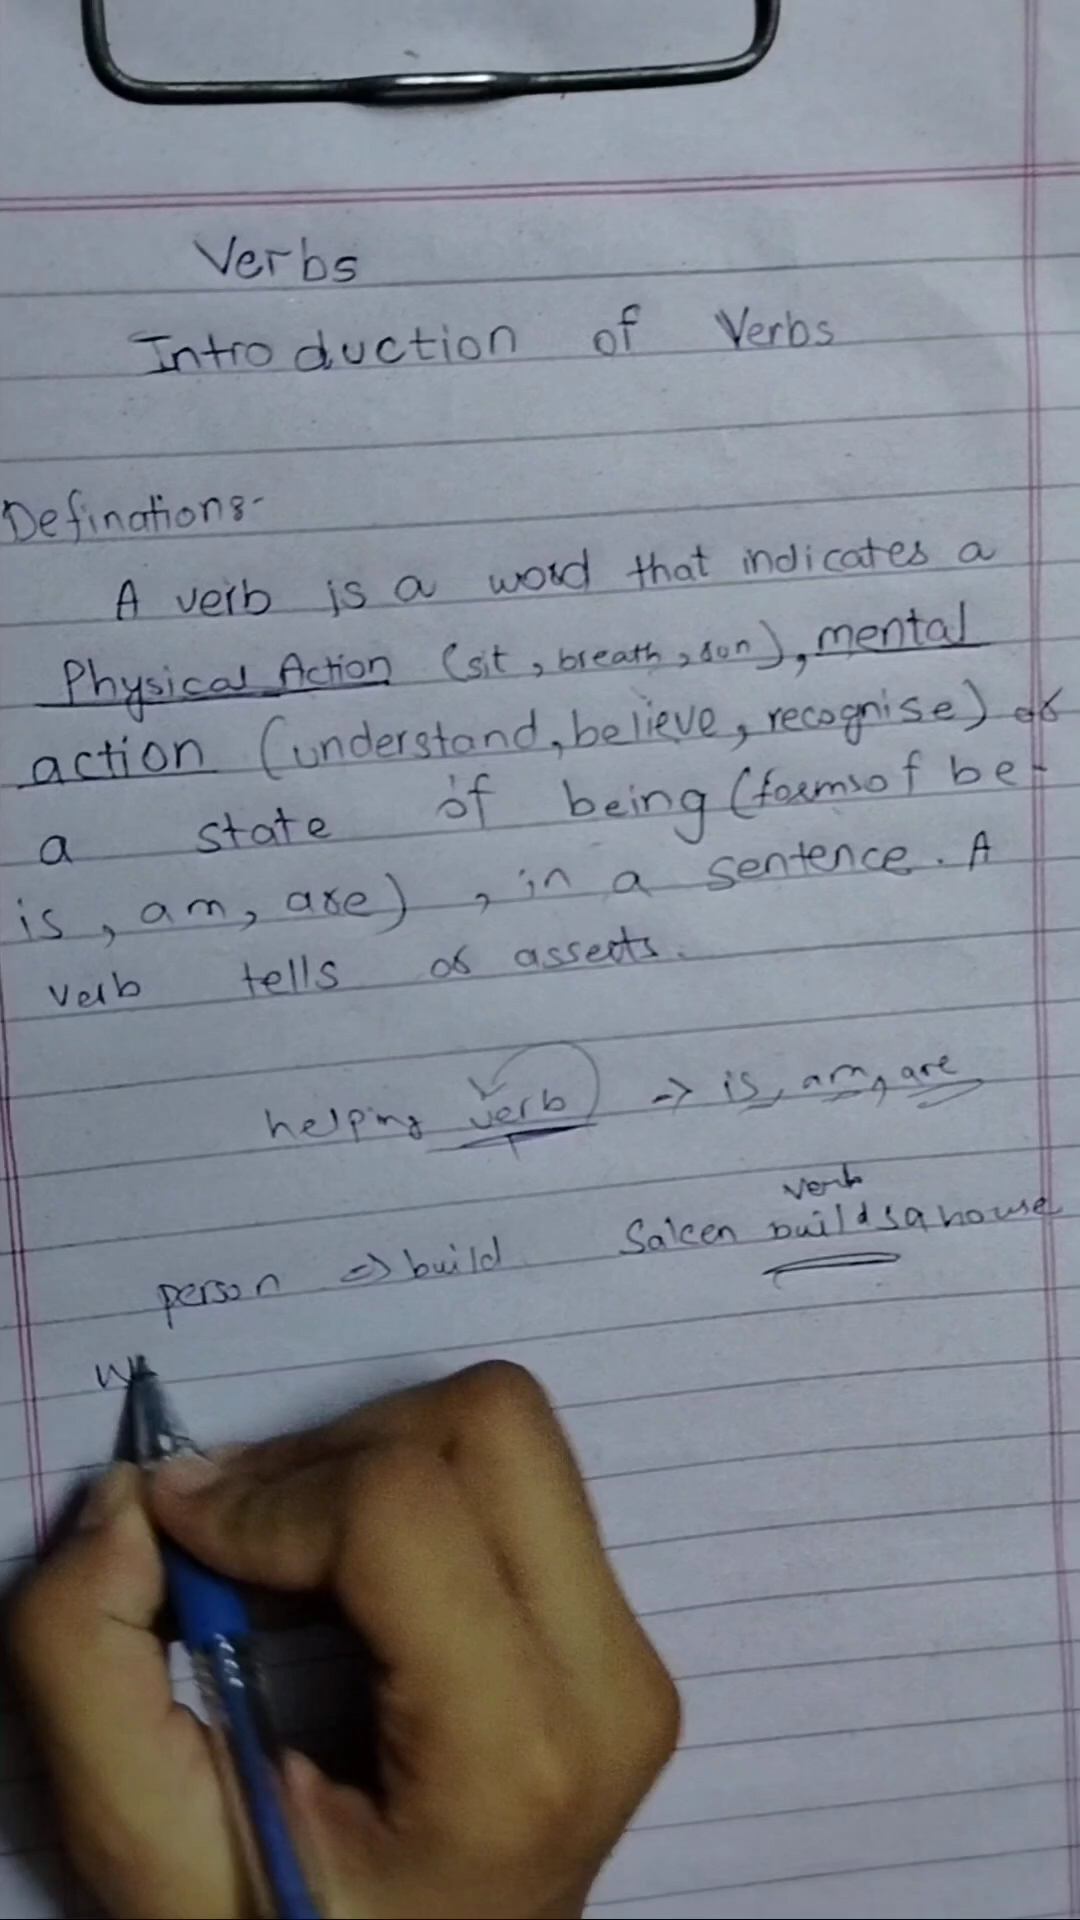 Verbs
Introduction of Verbs
Definations:-
A verb is a word that indicates a
Physical Action (sit, breath, run), mental
action (understand, believe, recognise) or
a state of being (forms of be-
is, am, are), in a sentence. A
verb tells or asserts.
helping verb -> is, am, are
verb
person => build Saleen builds a house